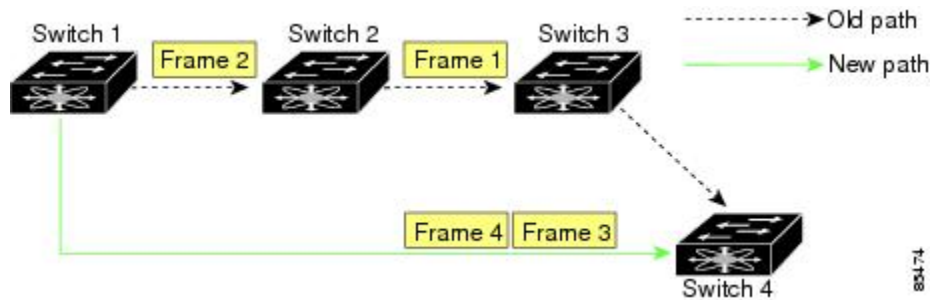 Switch 1
Switch 2
Switch 3
Old path
Frame 2
Frame 1
New path
Frame 4
Frame 3
Switch 4
85474